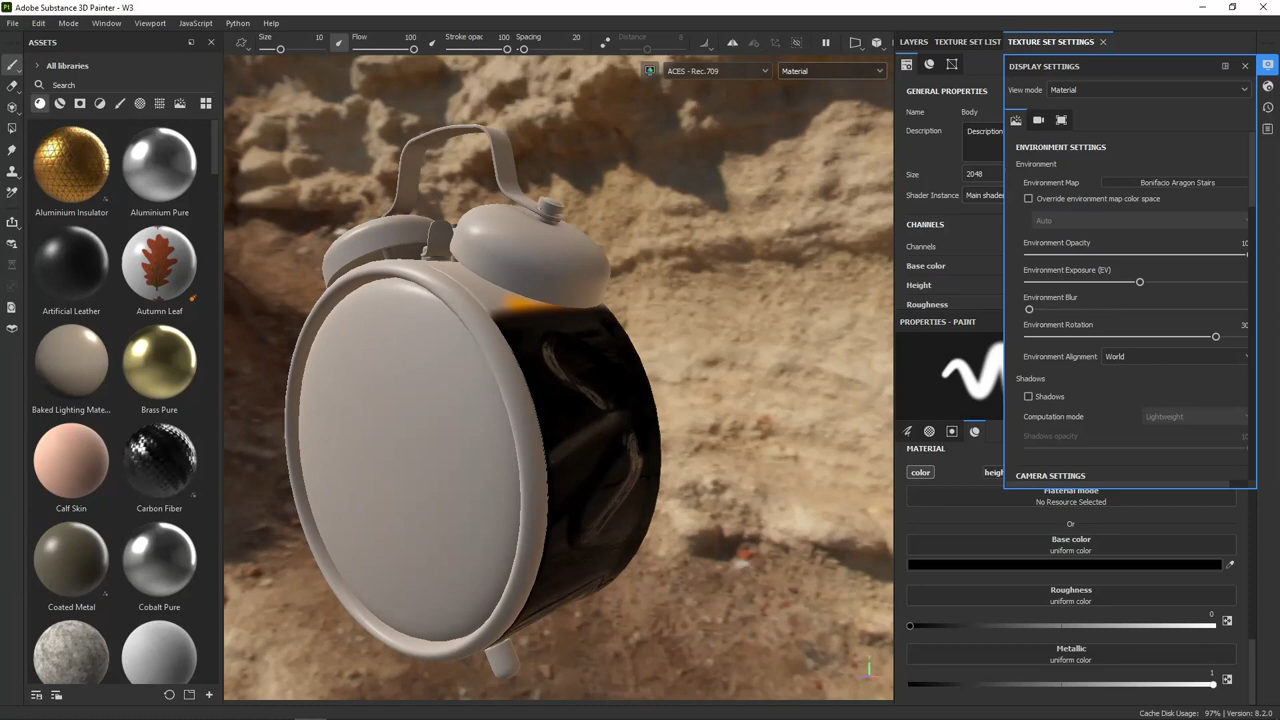 Pt Adobe Substance 3D Painter - W3
File Edit Mode Window Viewport JavaScript Python Help
ASSETS
All libraries
Search
Aluminium Insulator Aluminium Pure
Artificial Leather Autumn Leaf
Baked Lighting Mate... Brass Pure
Calf Skin Carbon Fiber
Coated Metal Cobalt Pure
Size 10 Flow 100 Stroke opac 100 Spacing 20 Distance 8
ACES - Rec.709 Material
Y
LAYERS TEXTURE SET LIST TEXTURE SET SETTINGS
GENERAL PROPERTIES
Name Body
Description Description
Size 2048
Shader Instance Main shader
CHANNELS
Channels
Base color
Height
Roughness
PROPERTIES - PAINT
MATERIAL
color heigh
Material mode
No Resource Selected
Or
Base color
uniform color
Roughness
uniform color
0
Metallic
uniform color
1
DISPLAY SETTINGS
View mode Material
ENVIRONMENT SETTINGS
Environment
Environment Map Bonifacio Aragon Stairs
Override environment map color space
Auto
Environment Opacity 10
Environment Exposure (EV)
Environment Blur
Environment Rotation 30
Environment Alignment World
Shadows
Shadows
Computation mode Lightweight
Shadows opacity 10
CAMERA SETTINGS
Cache Disk Usage: 97% | Version: 8.2.0